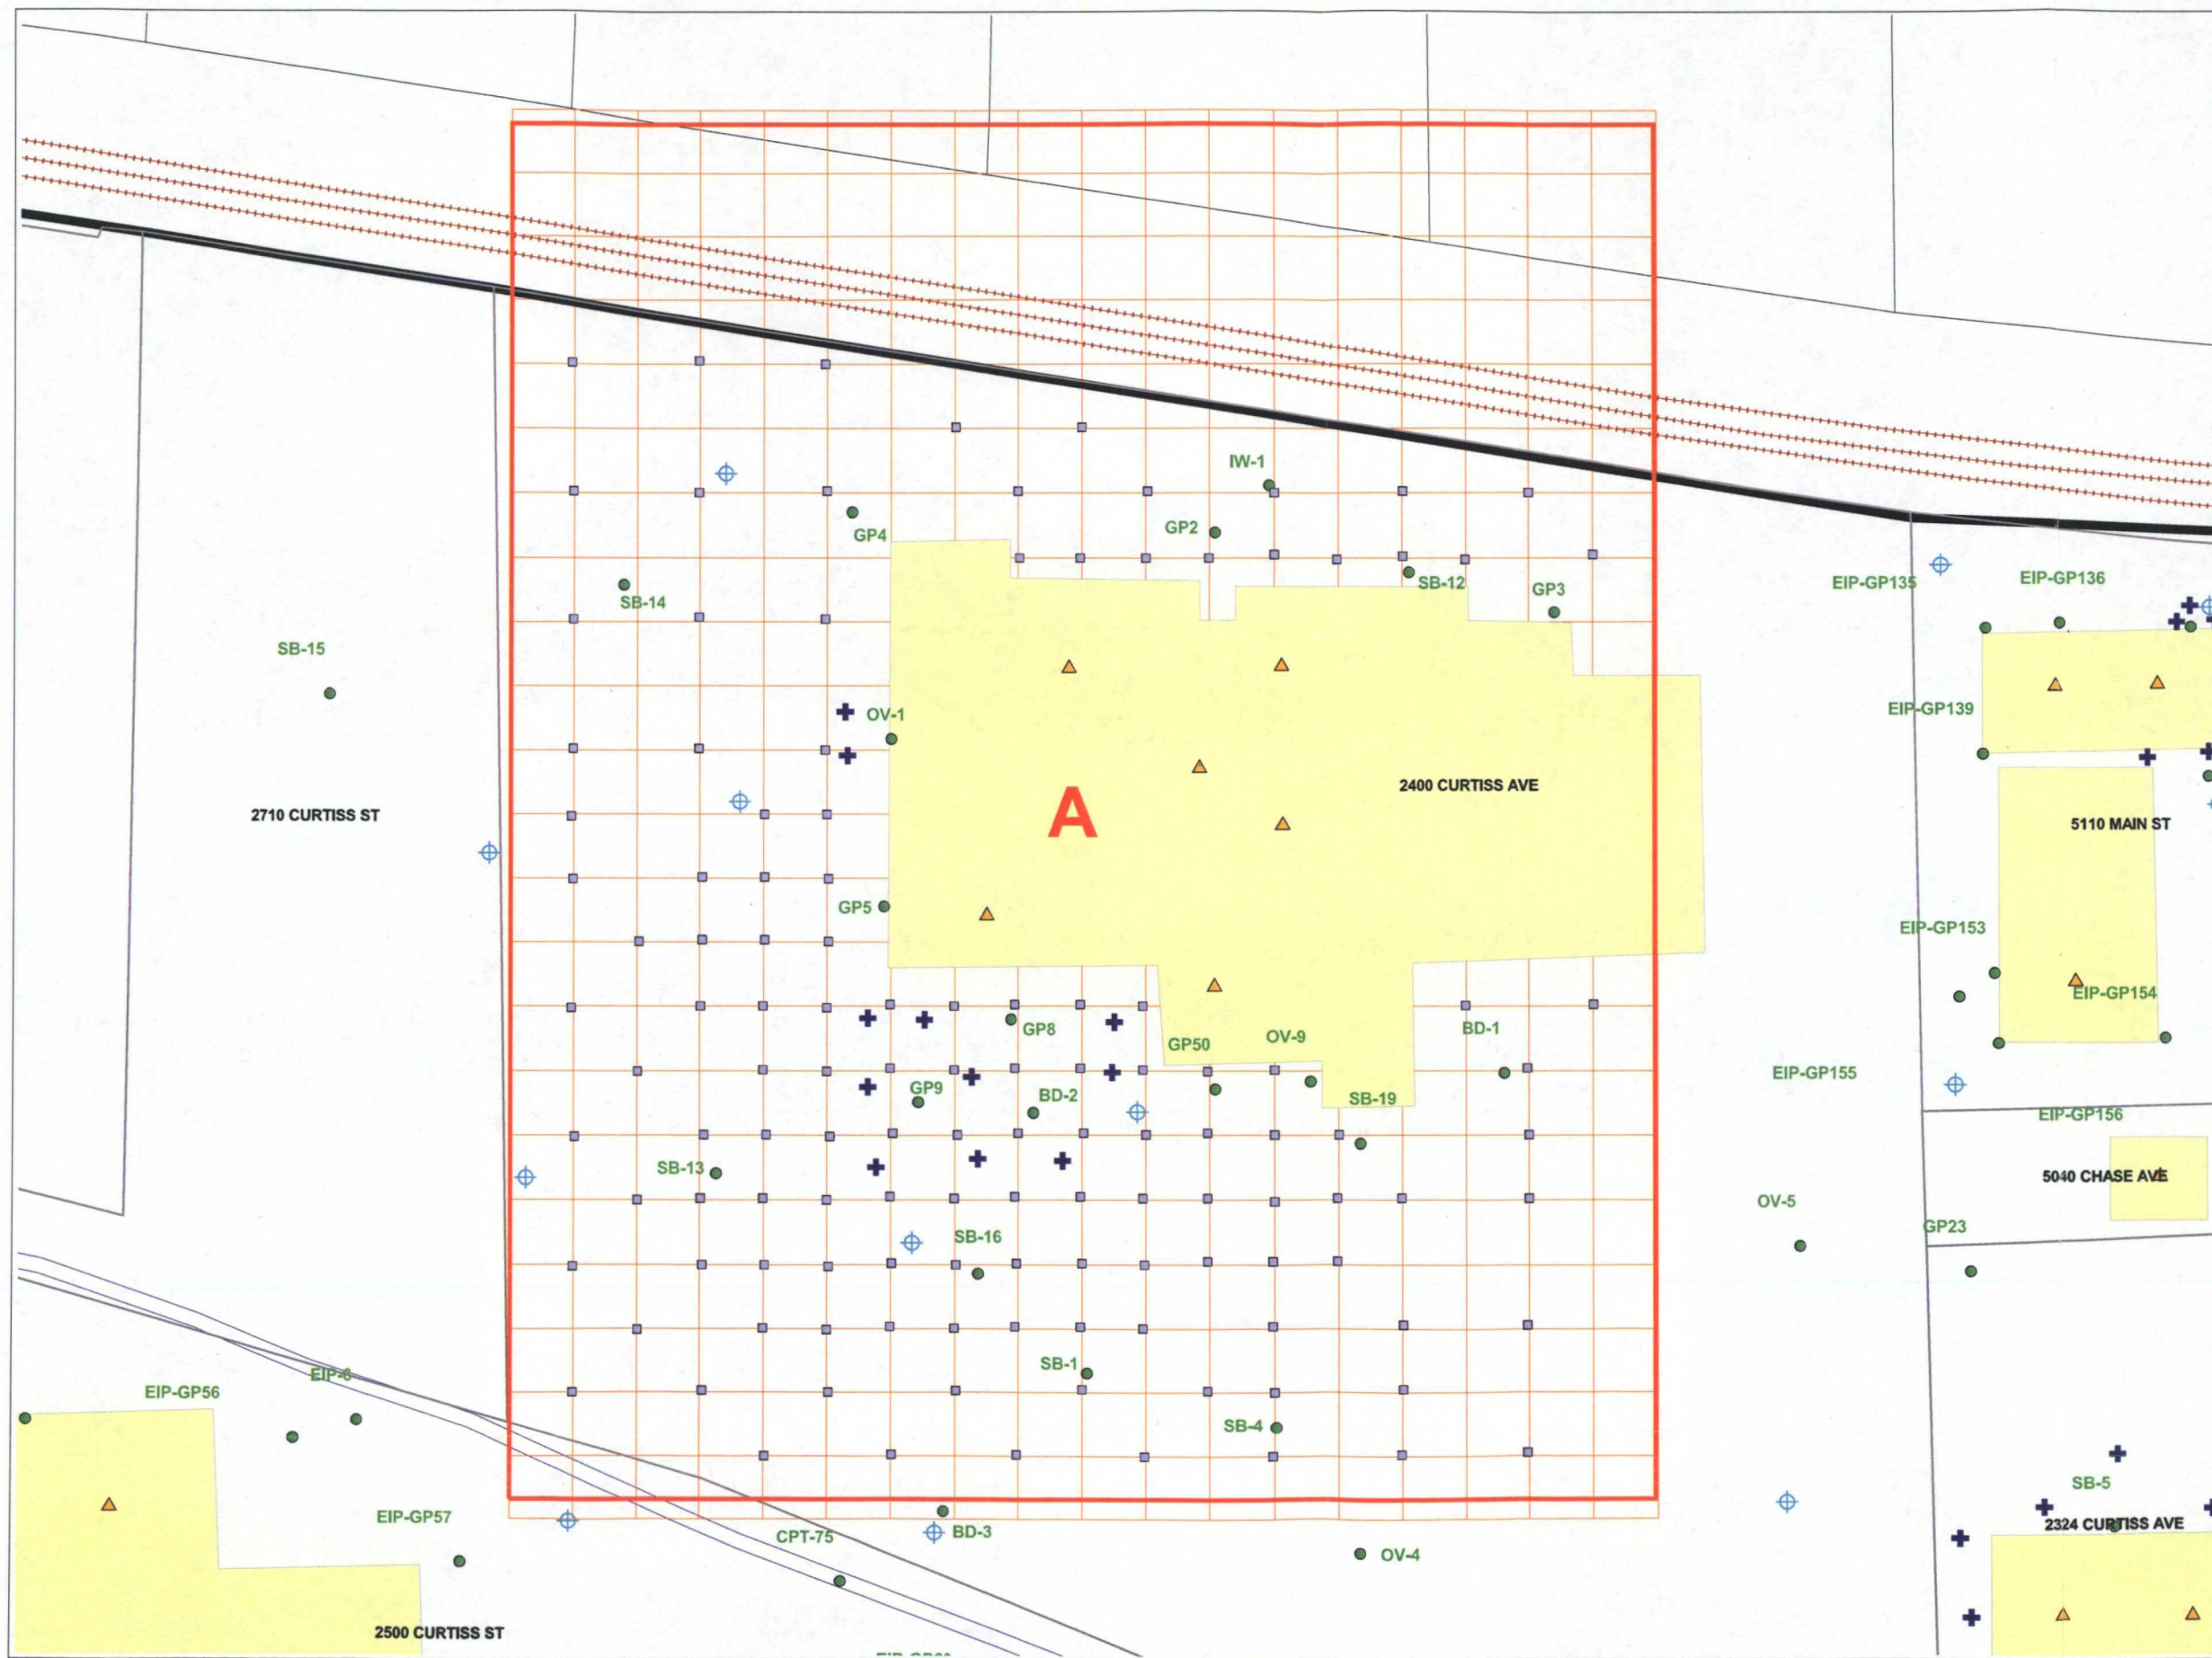 IW-1
GP2
GP4
SB-12
GP3
EIP-GP135
EIP-GP136
SB-14
SB-15
EIP-GP139
OV-1
2400 CURTISS AVE
A
2710 CURTISS ST
5110 MAIN ST
GP5
EIP-GP153
EIP-GP154
GP8
BD-1
OV-9
GP50
EIP-GP155
GP9
BD-2
SB-19
EIP-GP156
SB-13
5040 CHASE AVE
OV-5
GP23
SB-16
SB-1
EIP-6
EIP-GP56
SB-4
SB-5
EIP-GP57
2324 CURTISS AVE
CPT-75
BD-3
OV-4
2500 CURTISS ST